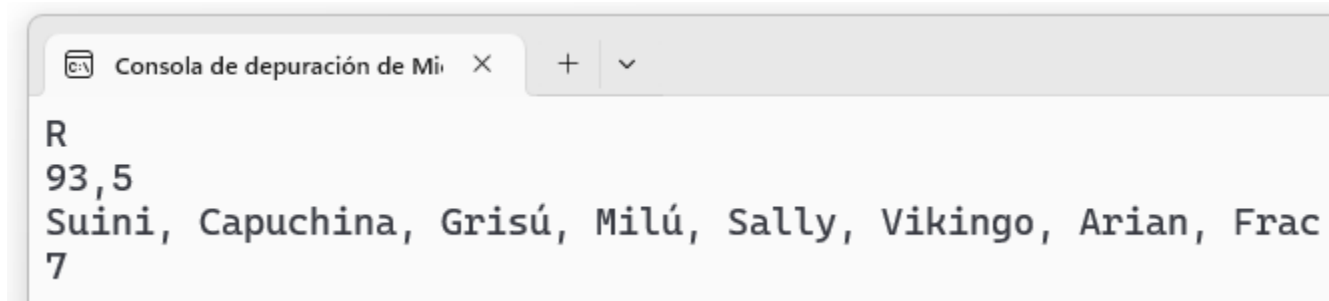 Consola de depuración de Mi
R
93,5
Suini, Capuchina, Grisú, Milú, Sally, Vikingo, Arian, Frac
7